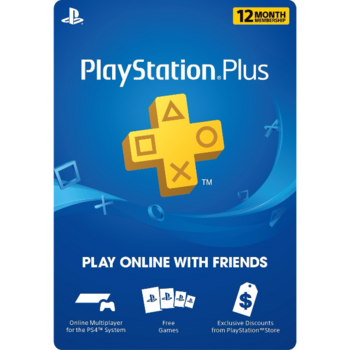 12 MONTH
MEMBERSHIP
PlayStation®Plus
TM
PLAY ONLINE WITH FRIENDS
Online Multiplayer
for the PS4™ System
Free
Games
Exclusive Discounts
from PlayStation™Store